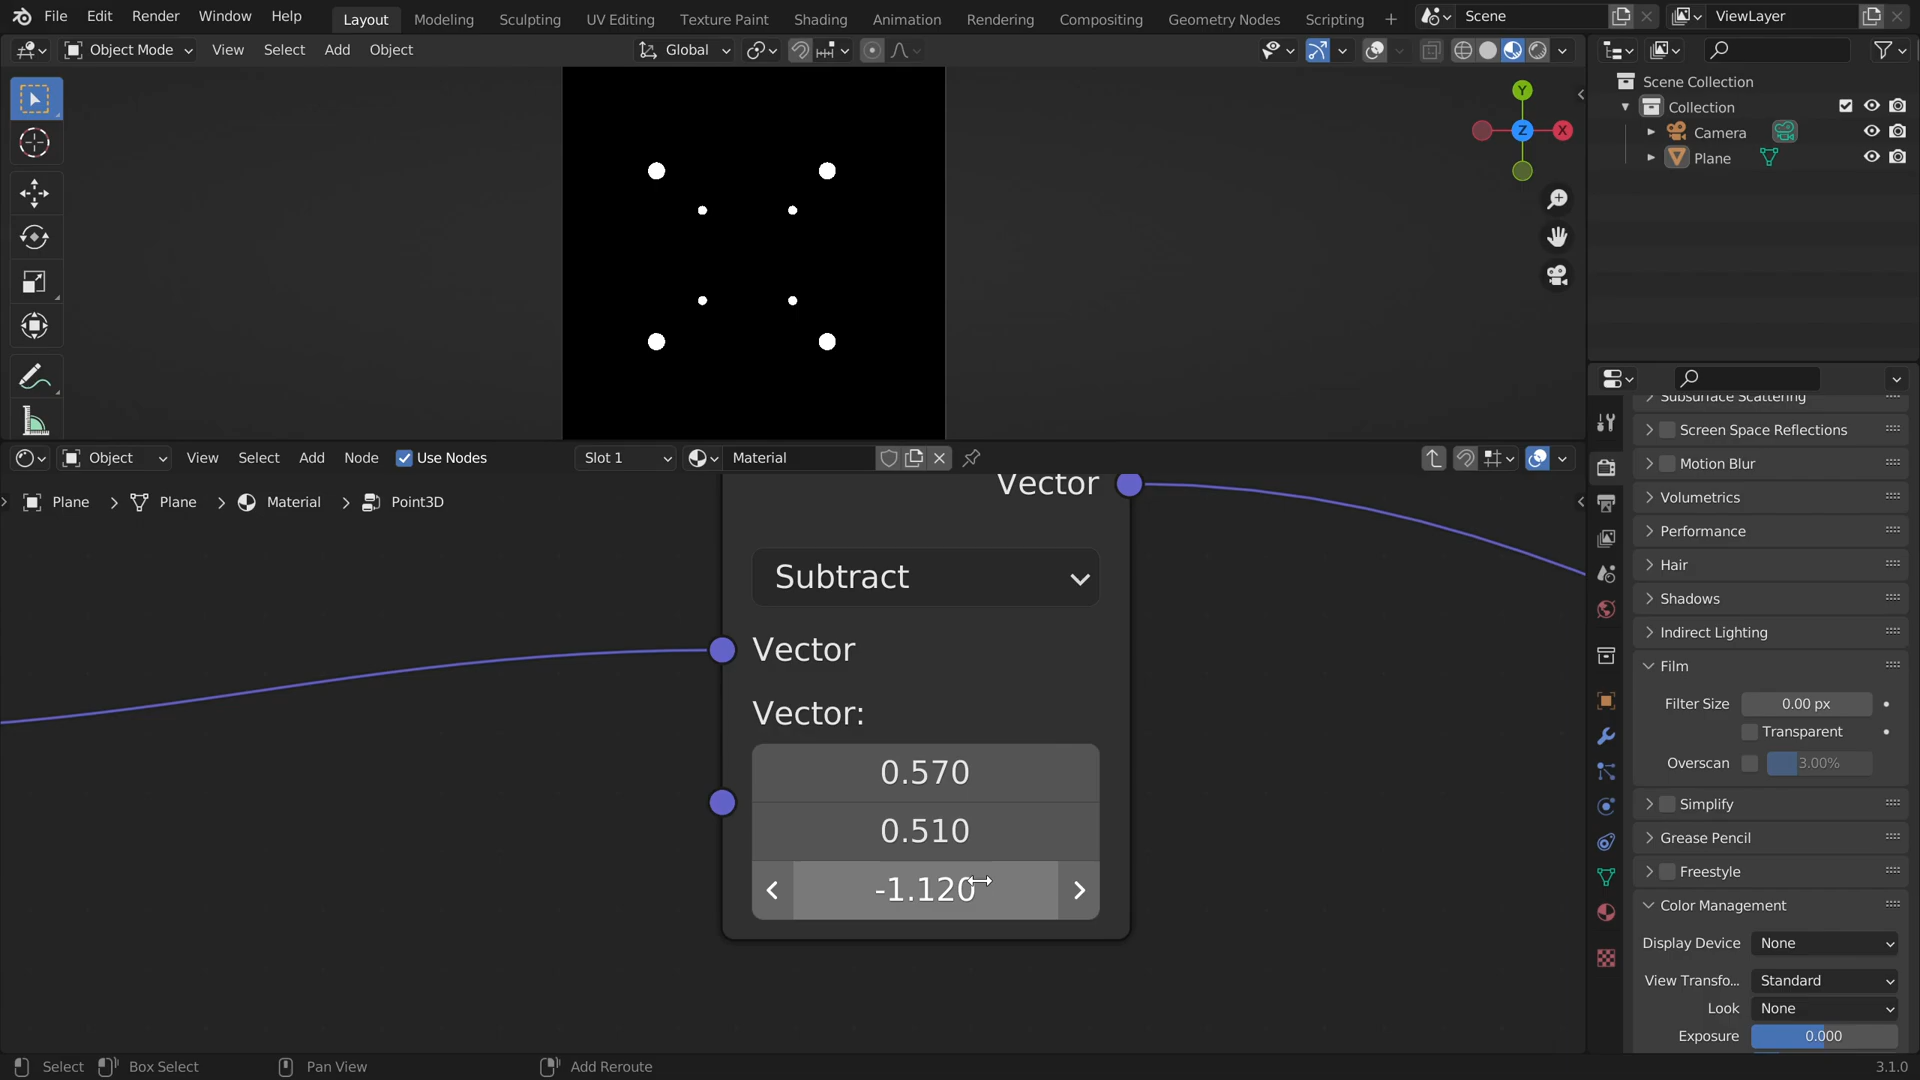 File Edit Render Window Help Layout Modeling Sculpting UV Editing Texture Paint Shading Animation Rendering Compositing Geometry Nodes Scripting + Scene ViewLayer
Object Mode View Select Add Object Global
Y
Z X
Scene Collection
Collection
Camera
Plane
Object View Select Add Node Use Nodes Slot 1 Material
Plane Plane Material Point3D
Vector
Subtract
Vector
Vector:
0.570
0.510
-1.120
Subsurface Scattering
Screen Space Reflections
Motion Blur
Volumetrics
Performance
Hair
Shadows
Indirect Lighting
Film
Filter Size 0.00 px
Transparent
Overscan 3.00%
Simplify
Grease Pencil
Freestyle
Color Management
Display Device None
View Transfo... Standard
Look None
Exposure 0.000
Select Box Select Pan View Add Reroute 3.1.0